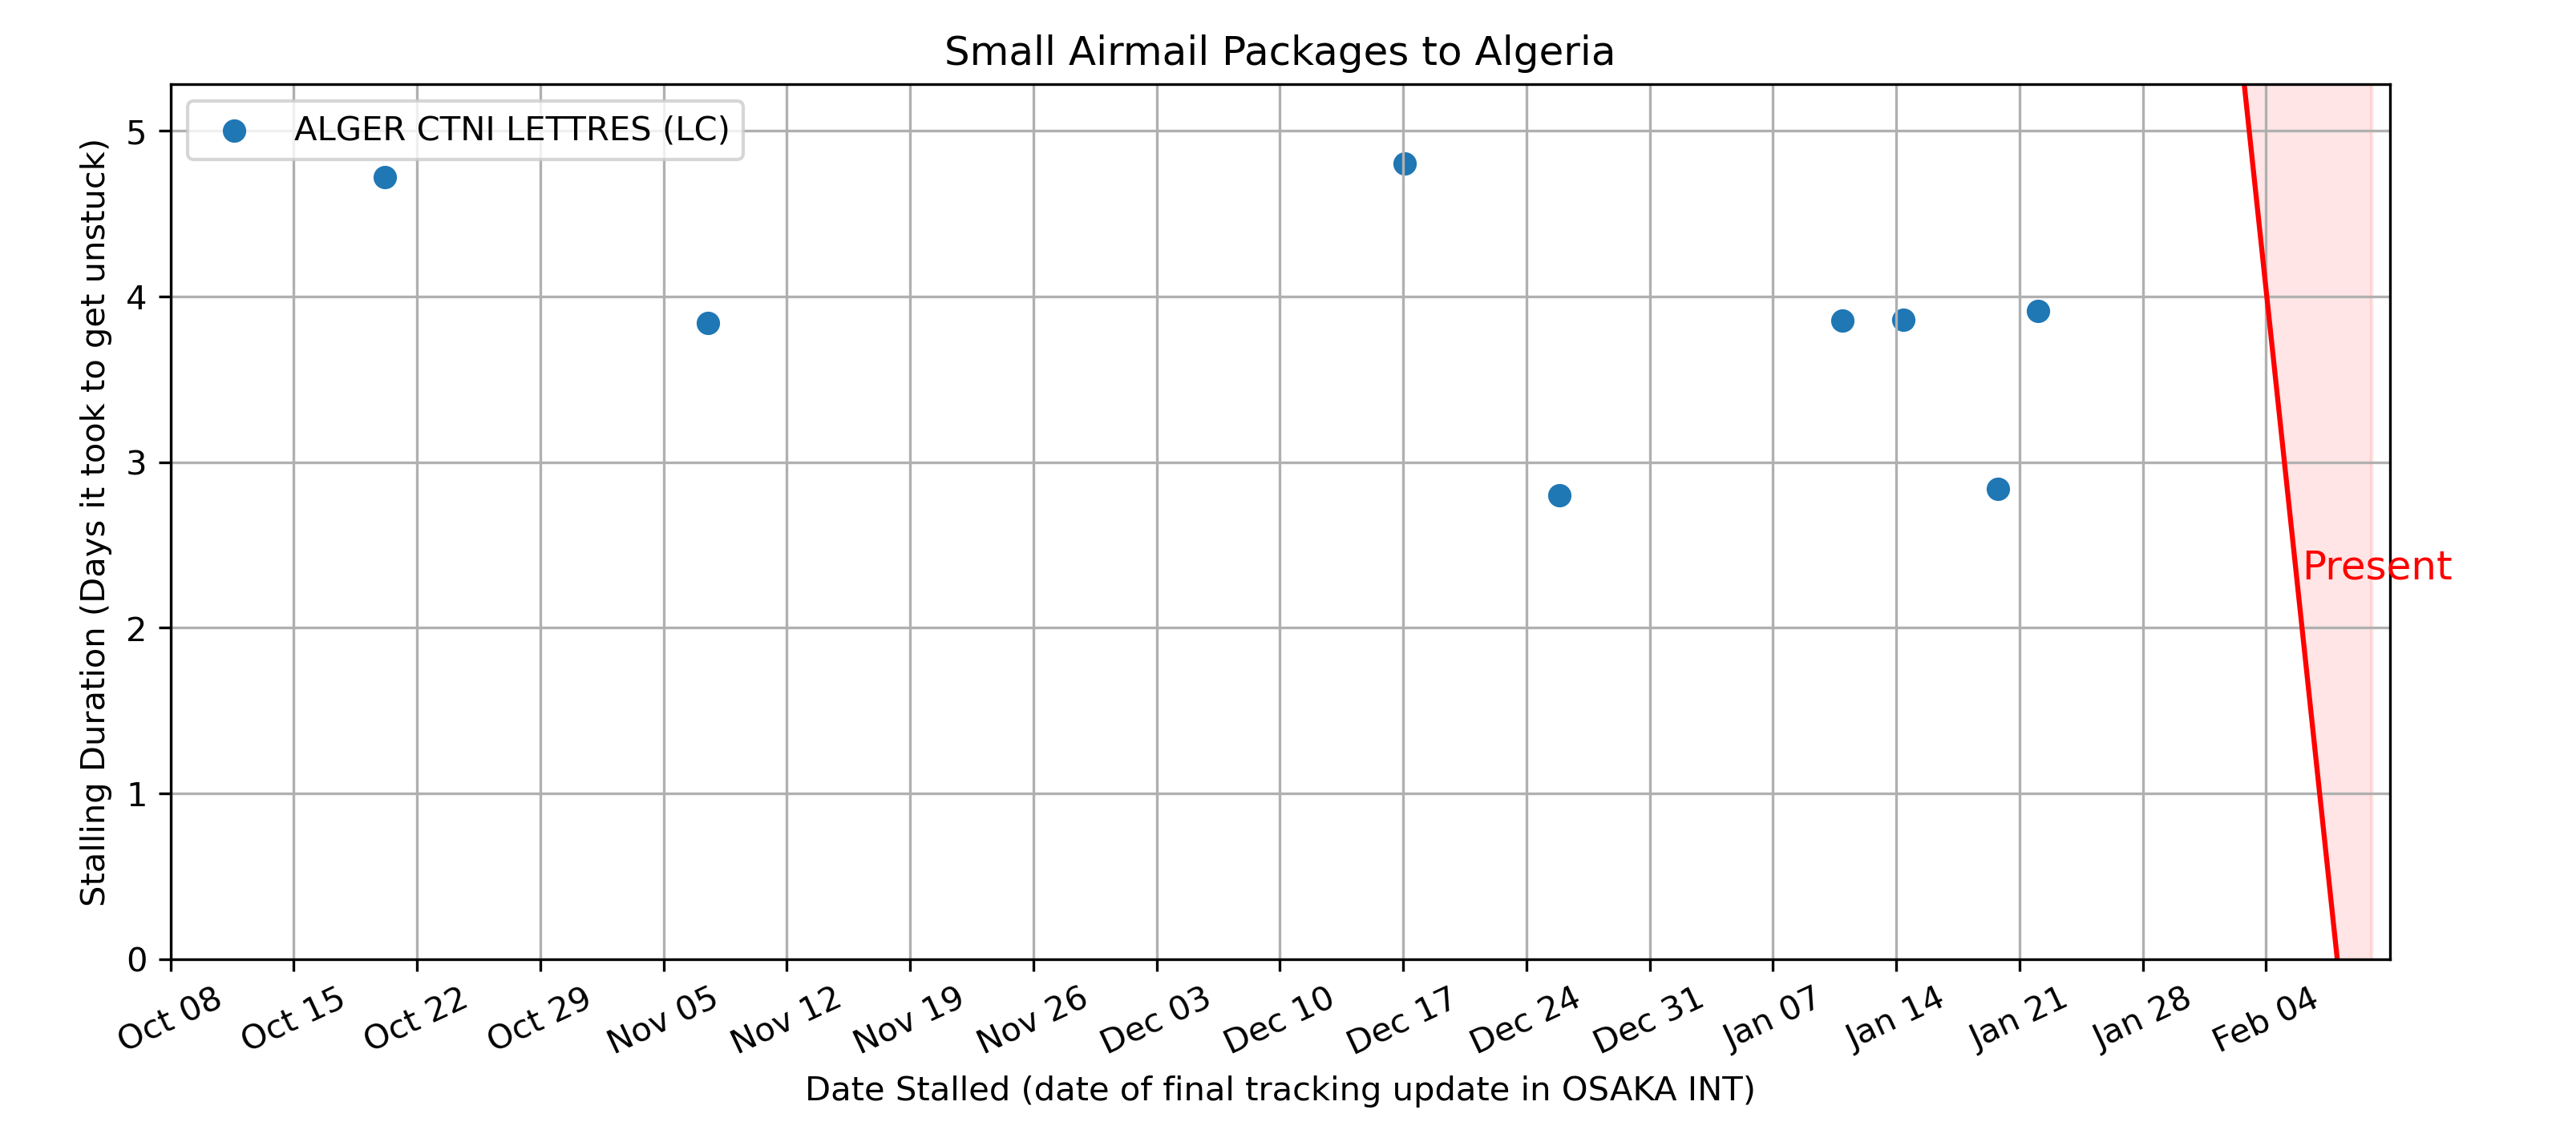 Small Airmail Packages to Algeria
ALGER CTNI LETTRES (LC)
Stalling Duration (Days it took to get unstuck)
5
4
3
2
1
0
Present
Oct 08
Oct 15
Oct 22
Oct 29
Nov 05
Nov 12
Nov 19
Nov 26
Dec 03
Dec 10
Dec 17
Dec 24
Dec 31
Jan 07
Jan 14
Jan 21
Jan 28
Feb 04
Date Stalled (date of final tracking update in OSAKA INT)